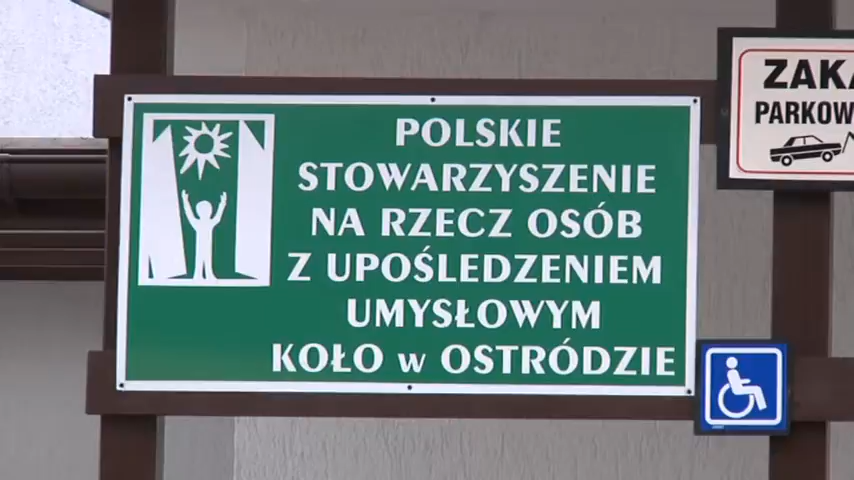 POLSKIE
STOWARZYSZENIE
NA RZECZ OSÓB
Z UPOŚLEDZENIEM
UMYSŁOWYM
KOŁO w OSTRÓDZIE
ZAKA
PARKOW